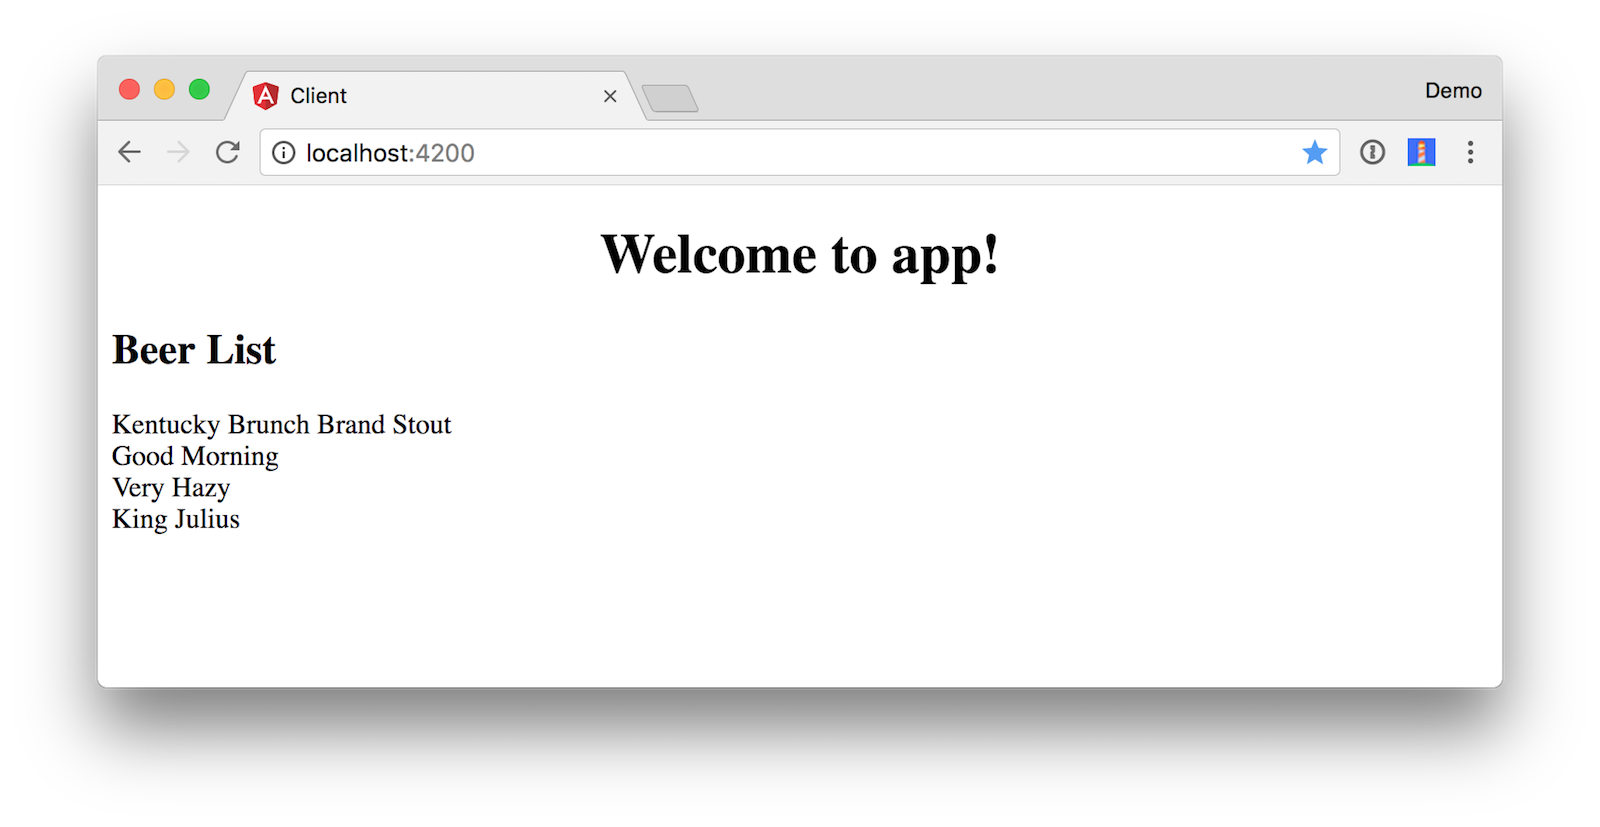 Client
Demo
localhost:4200
Welcome to app!
Beer List
Kentucky Brunch Brand Stout
Good Morning
Very Hazy
King Julius